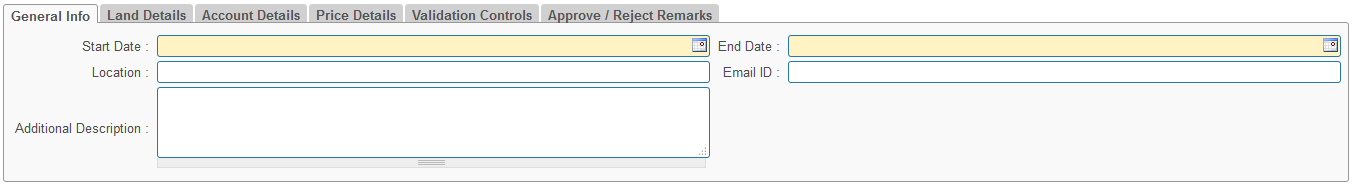 General Info Land Details Account Details Price Details Validation Controls Approve / Reject Remarks
Start Date : End Date :
Location : Email ID :
Additional Description :